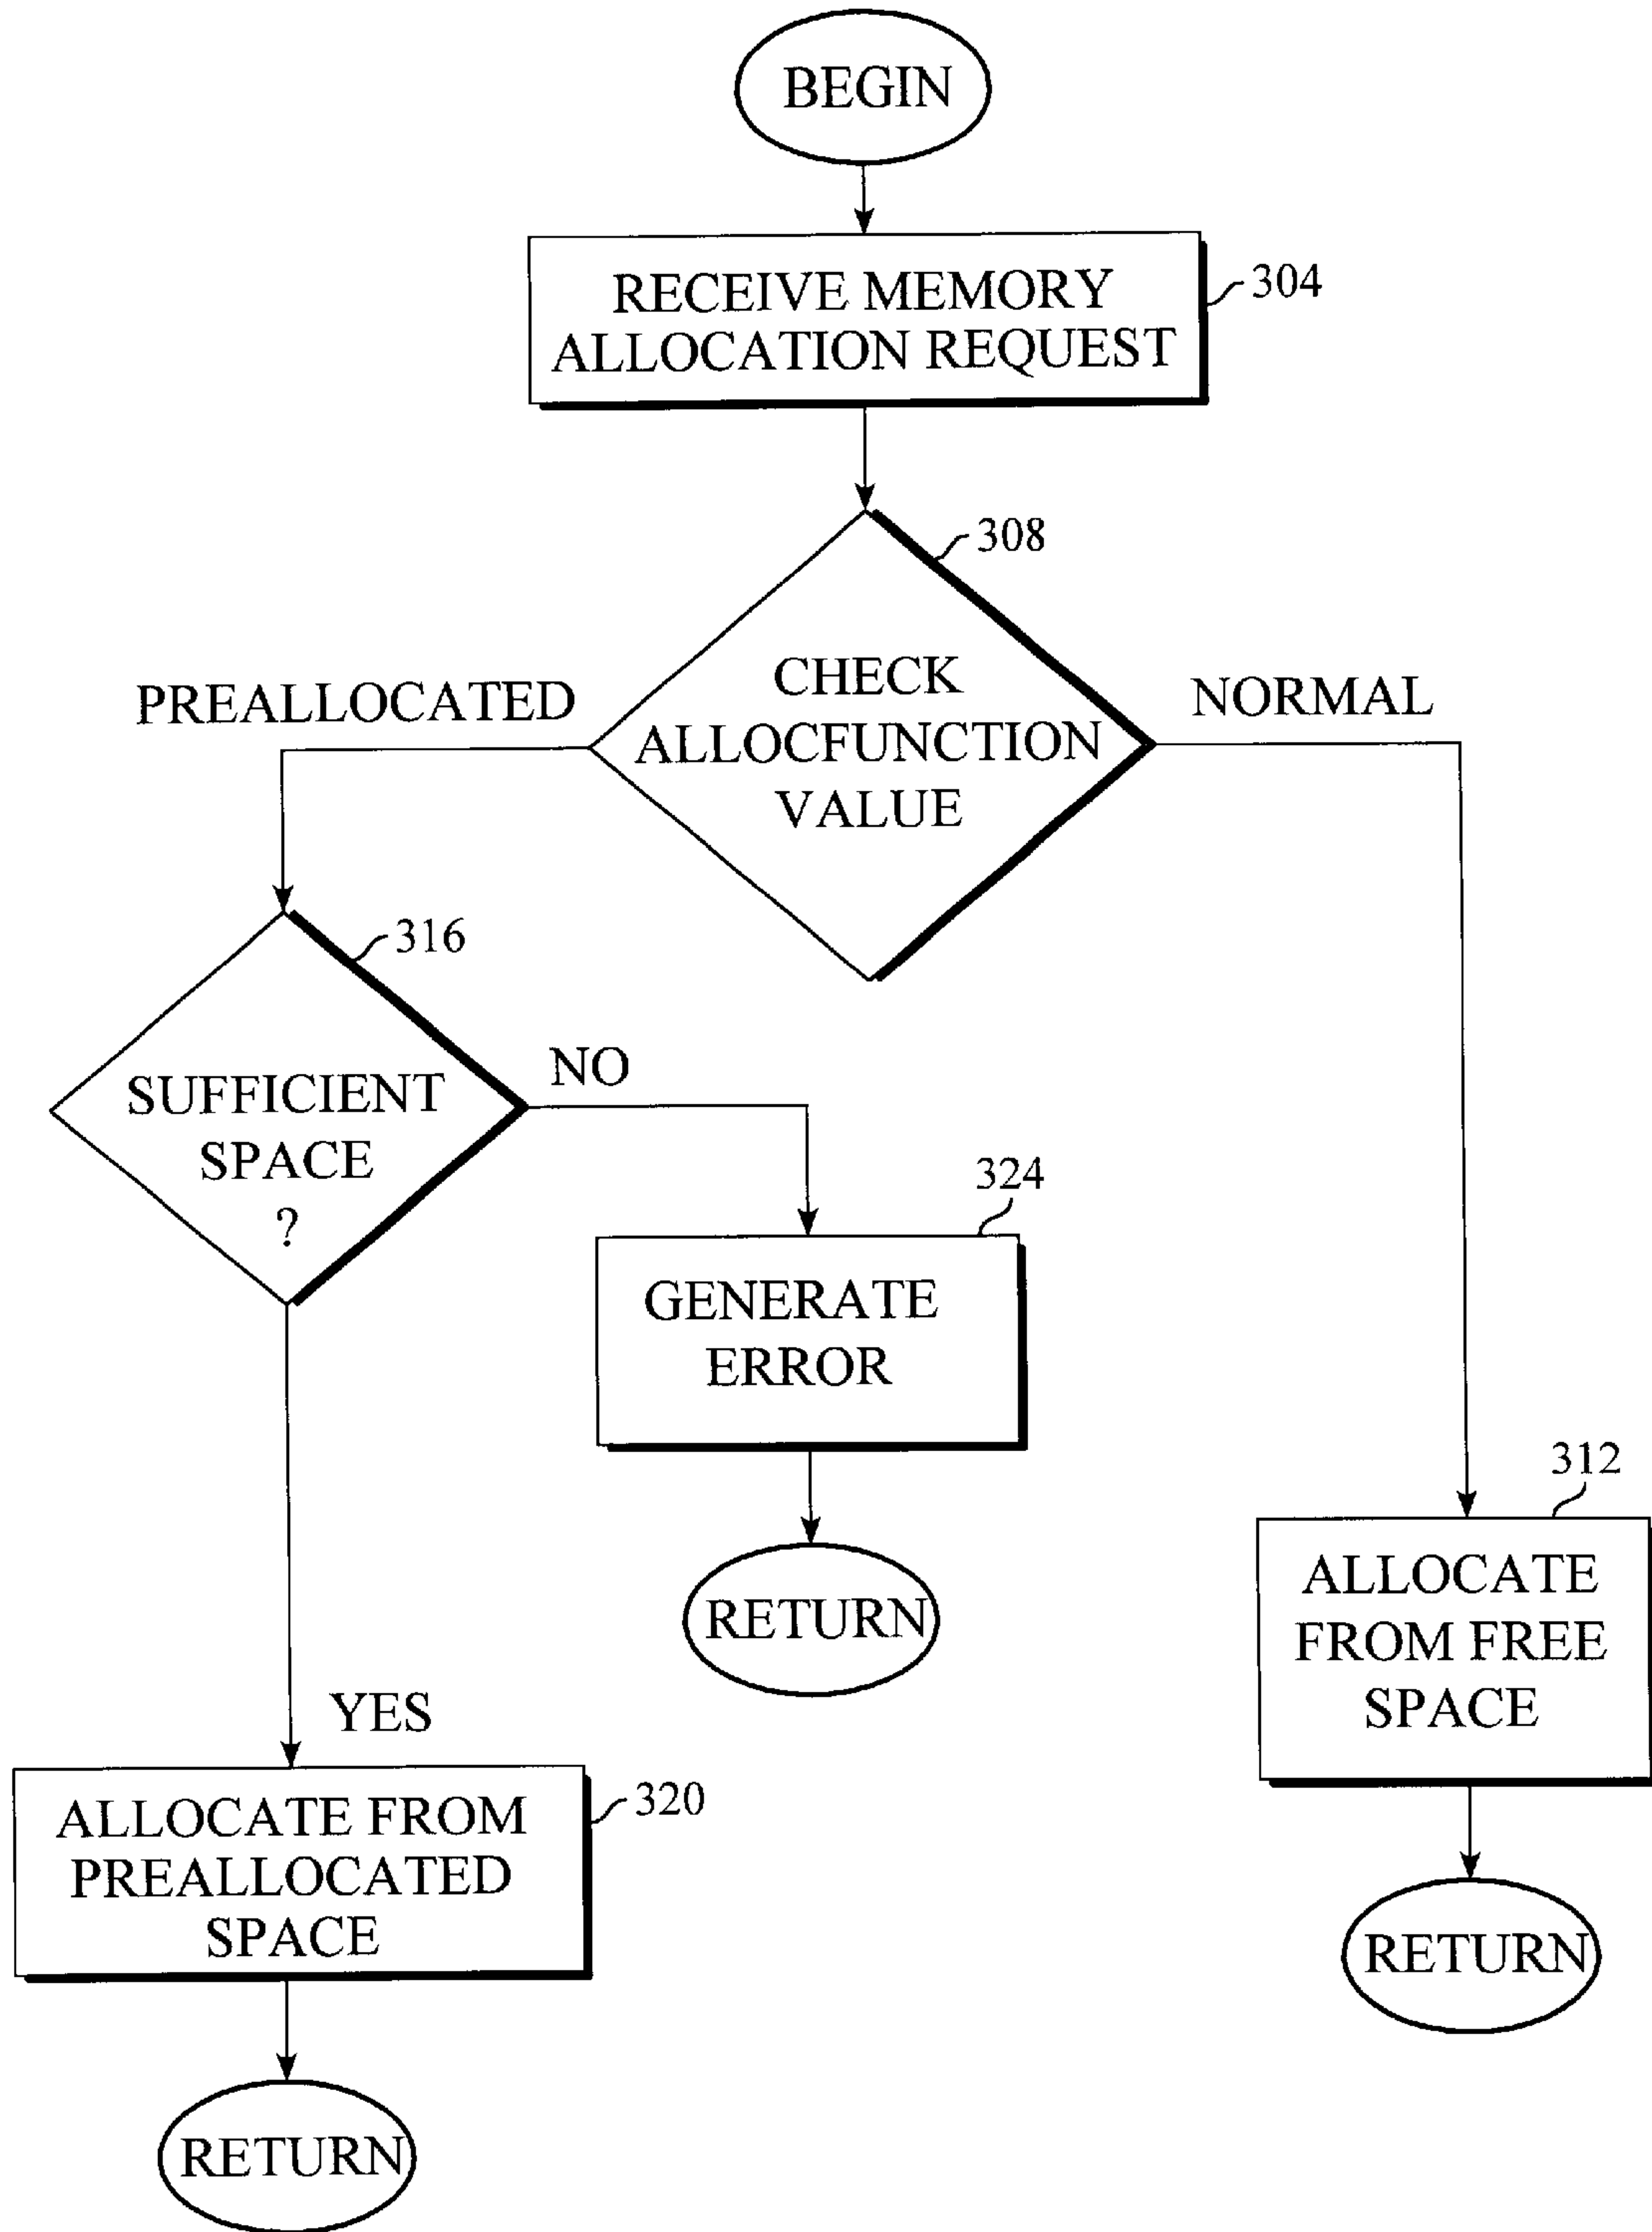 BEGIN
RECEIVE MEMORY
ALLOCATION REQUEST
304
308
CHECK
ALLOCFUNCTION
VALUE
PREALLOCATED
NORMAL
316
SUFFICIENT
SPACE
?
NO
324
GENERATE
ERROR
RETURN
312
ALLOCATE
FROM FREE
SPACE
RETURN
YES
320
ALLOCATE FROM
PREALLOCATED
SPACE
RETURN